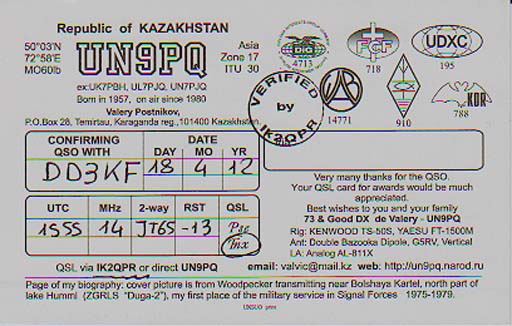 Republic of KAZAKHSTAN
50°03'N
72°58'E
MO60lb
UN9PQ
Asia
Zone 17
ITU 30
ex:UK7PBH, UL7PJQ, UN7PJQ
Born in 1957, on air since 1980
Valery Postnikov,
P.O.Box 28, Temirtau, Karaganda reg.,101400 Kazakhstan
DIG
4713
718
UDXC
195
VERIFIED
by
IK2QPR
14771
910
KDR
788
CONFIRMING
QSO WITH
DATE
DAY MO YR
DD3KF 18 4 12
UTC MHz 2-way RST QSL
1555 14 JT65 -13 Pse
Tnx
Very many thanks for the QSO.
Your QSL card for awards would be much
appreciated.
Best wishes to you and your family
73 & Good DX de Valery - UN9PQ
Rig: KENWOOD TS-50S, YAESU FT-1500M
Ant: Double Bazooka Dipole, G5RV, Vertical
LA: Analog AL-811X
QSL via IK2QPR or direct UN9PQ email: valvic@mail.kz web: http://un9pq.narod.ru
Page of my biography: cover picture is from Woodpecker transmitting near Bolshaya Kartel, north part of
lake Hummi (ZGRLS "Duga-2"), my first place of the military service in Signal Forces 1975-1979.